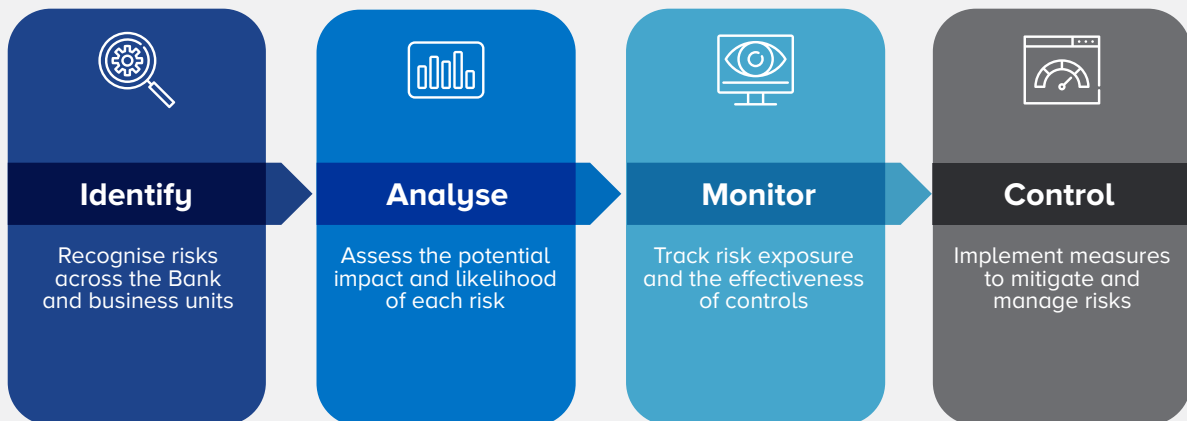 Identify
Recognise risks
across the Bank
and business units
Analyse
Assess the potential
impact and likelihood
of each risk
Monitor
Track risk exposure
and the effectiveness
of controls
Control
Implement measures
to mitigate and
manage risks